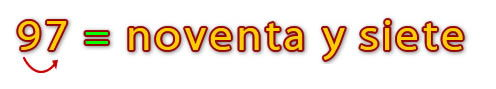 97 = noventa y siete